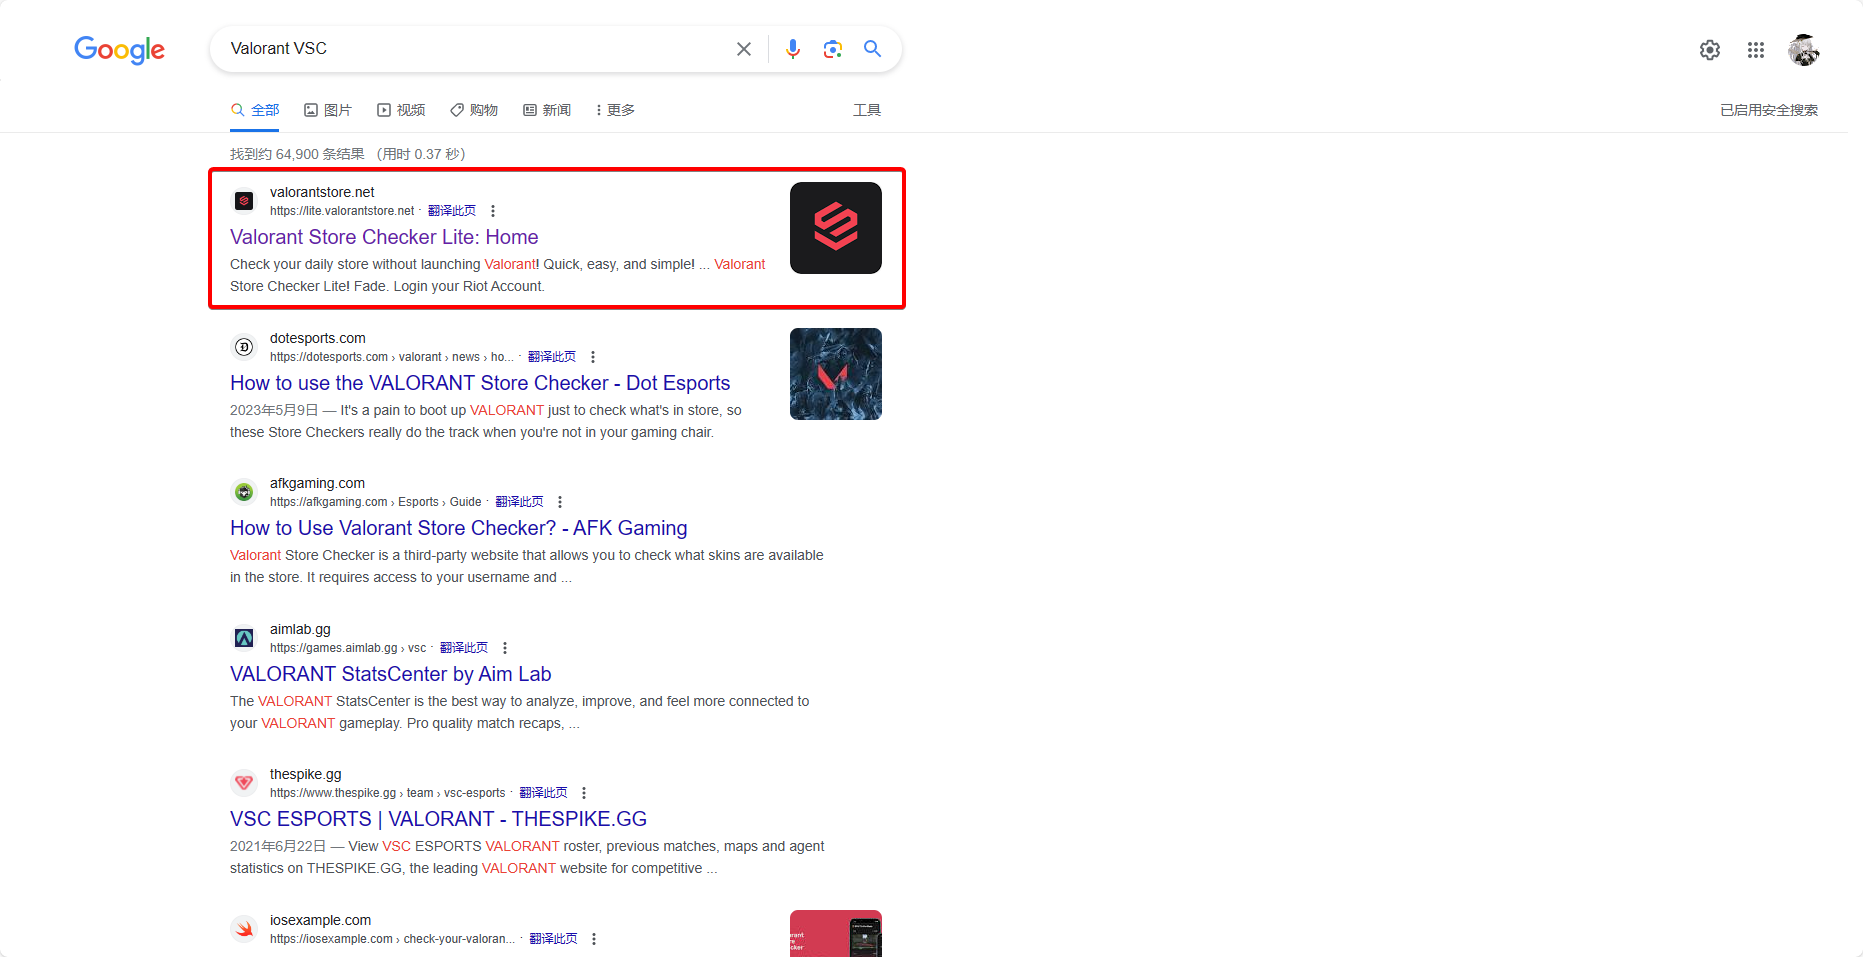 Google
Valorant VSC
全部 图片 视频 购物 新闻 更多 工具 已启用安全搜索
找到约 64,900 条结果 （用时 0.37 秒）
valorantstore.net
https://lite.valorantstore.net · 翻译此页
Valorant Store Checker Lite: Home
Check your daily store without launching Valorant! Quick, easy, and simple! ... Valorant
Store Checker Lite! Fade. Login your Riot Account.
dotesports.com
https://dotesports.com › valorant › news › ho... · 翻译此页
How to use the VALORANT Store Checker - Dot Esports
2023年5月9日 — It's a pain to boot up VALORANT just to check what's in store, so
these Store Checkers really do the track when you're not in your gaming chair.
afkgaming.com
https://afkgaming.com › Esports › Guide · 翻译此页
How to Use Valorant Store Checker? - AFK Gaming
Valorant Store Checker is a third-party website that allows you to check what skins are available
in the store. It requires access to your username and ...
aimlab.gg
https://games.aimlab.gg › vsc · 翻译此页
VALORANT StatsCenter by Aim Lab
The VALORANT StatsCenter is the best way to analyze, improve, and feel more connected to
your VALORANT gameplay. Pro quality match recaps, ...
thespike.gg
https://www.thespike.gg › team › vsc-esports · 翻译此页
VSC ESPORTS | VALORANT - THESPIKE.GG
2021年6月22日 — View VSC ESPORTS VALORANT roster, previous matches, maps and agent
statistics on THESPIKE.GG, the leading VALORANT website for competitive ...
iosexample.com
https://iosexample.com › check-your-valoran... · 翻译此页